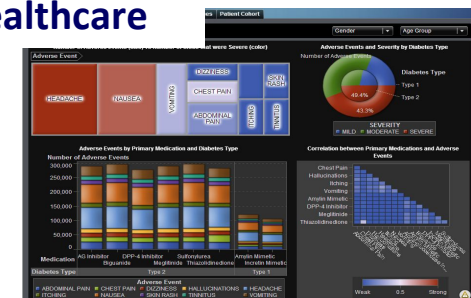 ealthcare
Patient Cohort
Gender
Age Group
that were Severe (color)
Adverse Event
HEADACHE
NAUSEA
VOMITING
DIZZINESS
CHEST PAIN
ABDOMINAL
PAIN
SKIN
RASH
ITCHING
TINNITUS
Adverse Events and Severity by Diabetes Type
Number of Adverse Events
Diabetes Type
Type 1
Type 2
49.4%
43.3%
SEVERITY
MILD MODERATE SEVERE
Adverse Events by Primary Medication and Diabetes Type
Number of Adverse Events
300,000
250,000
200,000
150,000
100,000
50,000
0
Medication AG Inhibitor DPP-4 Inhibitor Sulfonylurea Amylin Mimetic
Biguanide Meglitinide Thiazolidinedione Incretin Mimetic
Diabetes Type Type 2 Type 1
ABDOMINAL PAIN CHEST PAIN DIZZINESS HALLUCINATIONS HEADACHE
ITCHING NAUSEA SKIN RASH TINNITUS VOMITING
Correlation between Primary Medications and Adverse
Events
Chest Pain
Hallucinations
Itching
Vomiting
Amylin Mimetic
DPP-4 Inhibitor
Meglitinide
Thiazolidinedione
Weak 0.5 Strong